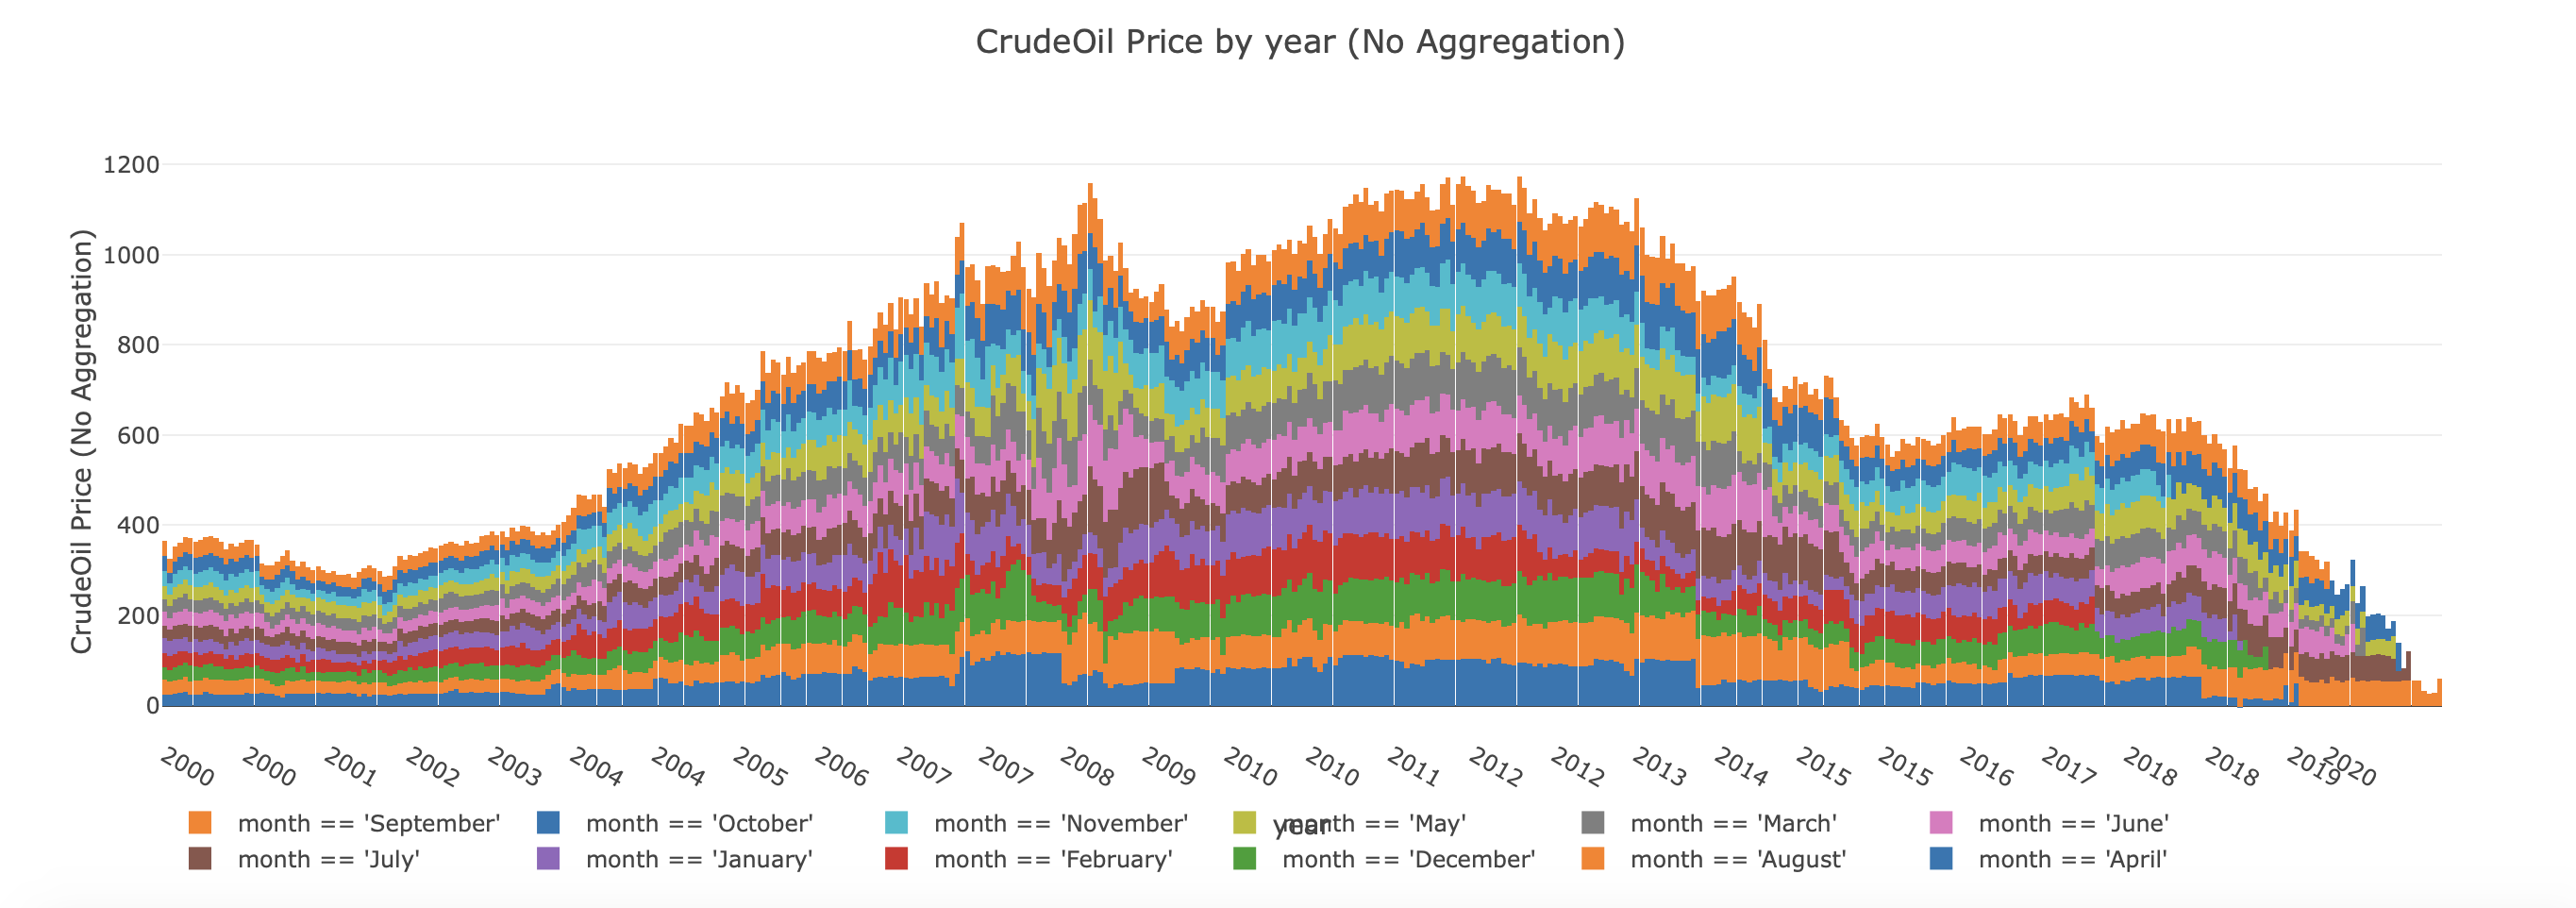 CrudeOil Price by year (No Aggregation)
CrudeOil Price (No Aggregation)
1200
1000
800
600
400
200
0
2000 2000 2001 2002 2003 2004 2004 2005 2006 2007 2007 2008 2009 2010 2010 2011 2012 2012 2013 2014 2015 2015 2016 2017 2018 2018 2019 2020
year
month == 'September' month == 'October' month == 'November' month == 'May' month == 'March' month == 'June'
month == 'July' month == 'January' month == 'February' month == 'December' month == 'August' month == 'April'